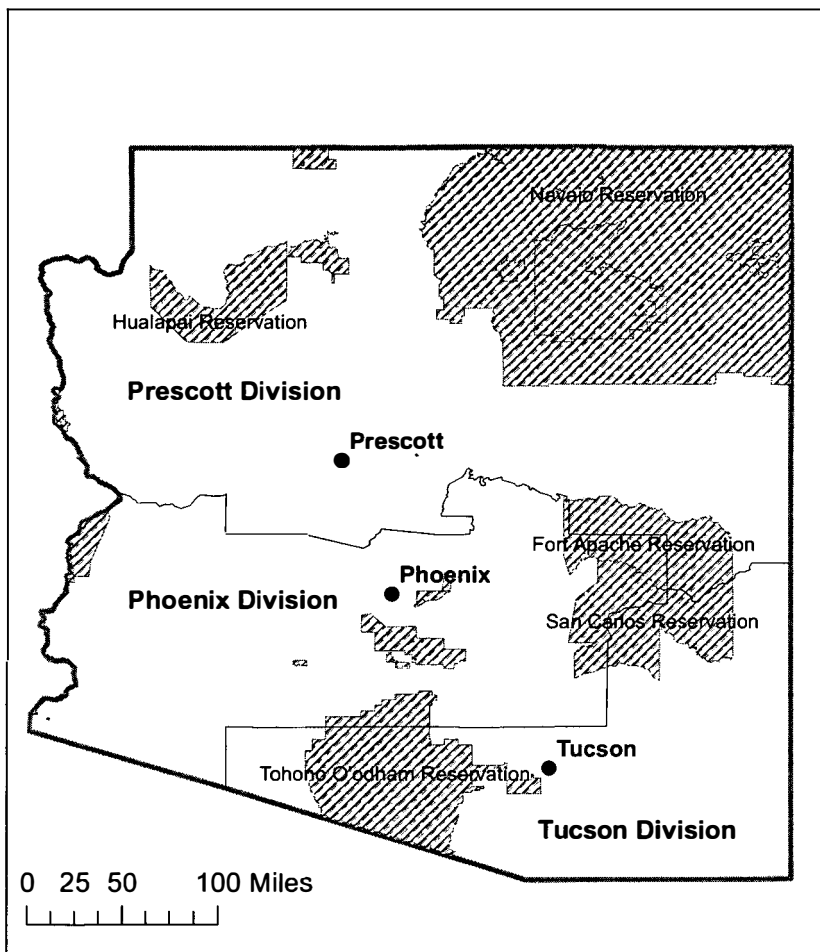 Navajo Reservation
Hualapai Reservation
Prescott Division
Prescott
Fort Apache Reservation
Phoenix
Phoenix Division
San Carlos Reservation
Tucson
Tohono O'odham Reservation
Tucson Division
0 25 50 100 Miles